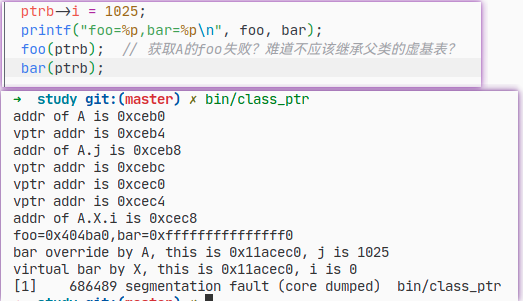 ptrb→i = 1025;
printf("foo=%p,bar=%p\n", foo, bar);
foo(ptrb);  // 获取A的foo失败？难道不应该继承父类的虚基表？
bar(ptrb);
→  study git:(master) ✗ bin/class_ptr
addr of A is 0xceb0
vptr addr is 0xceb4
addr of A.j is 0xceb8
vptr addr is 0xcebc
vptr addr is 0xcec0
vptr addr is 0xcec4
addr of A.X.i is 0xcec8
foo=0x404ba0,bar=0xfffffffffffffff0
bar override by A, this is 0x11acec0, j is 1025
virtual bar by X, this is 0x11acec0, i is 0
[1]    686489 segmentation fault (core dumped)  bin/class_ptr